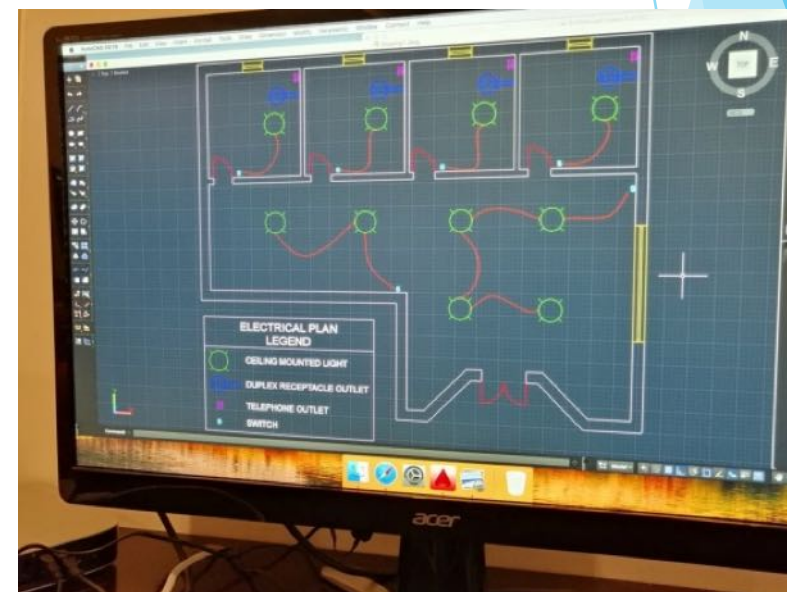 N
W TOP E
S
ELECTRICAL PLAN
LEGEND
CEILING MOUNTED LIGHT
DUPLEX RECEPTACLE OUTLET
TELEPHONE OUTLET
SWITCH
acer